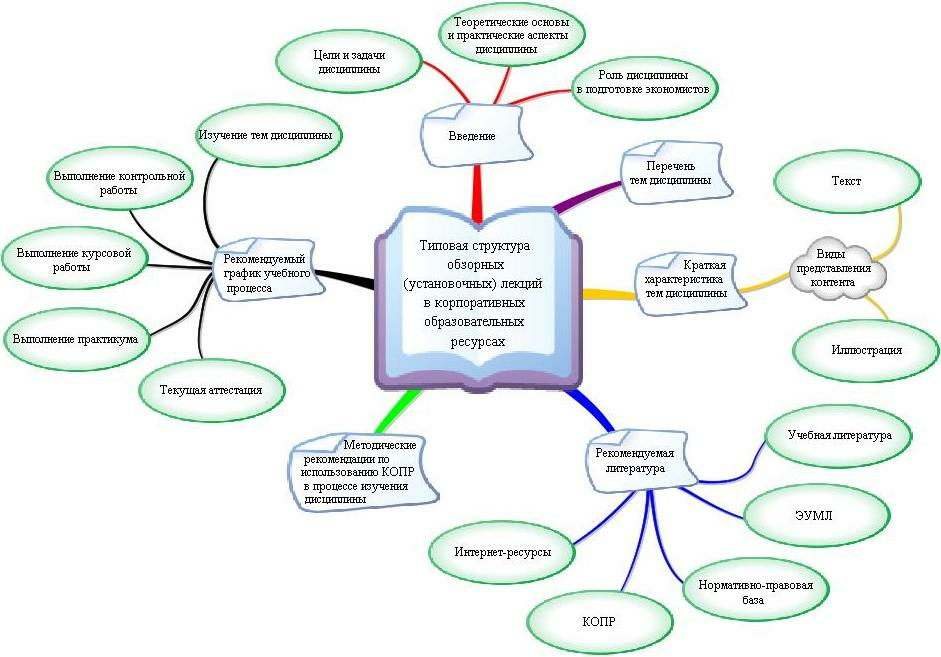 Теоретические основы
и практические аспекты
дисциплины
Цели и задачи
дисциплины
Роль дисциплины
в подготовке экономистов
Введение
Изучение тем дисциплины
Выполнение контрольной
работы
Выполнение курсовой
работы
Выполнение практикума
Текущая аттестация
Рекомендуемый
график учебного
процесса
Типовая структура
обзорных
(установочных) лекций
в корпоративных
образовательных
ресурсах
Перечень
тем дисциплины
Краткая
характеристика
тем дисциплины
Виды
представления
контента
Текст
Иллюстрация
Методические
рекомендации по
использованию КОПР
в процессе изучения
дисциплины
Рекомендуемая
литература
Учебная литература
ЭУМЛ
Нормативно-правовая
база
КОПР
Интернет-ресурсы